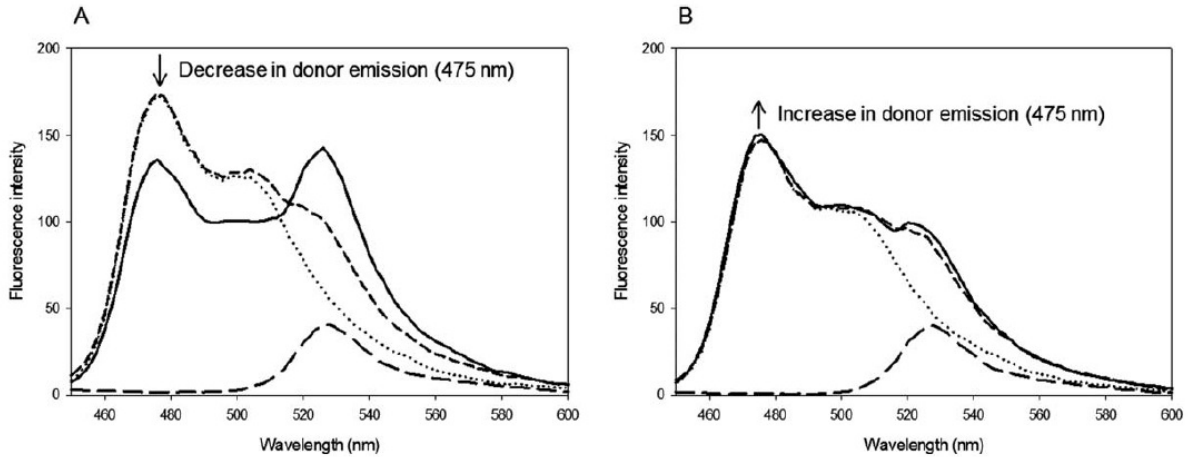 A
200
150
100
50
0
Fluorescence intensity
Decrease in donor emission (475 nm)
460 480 500 520 540 560 580 600
Wavelength (nm)
B
200
150
100
50
0
Fluorescence intensity
Increase in donor emission (475 nm)
460 480 500 520 540 560 580 600
Wavelength (nm)